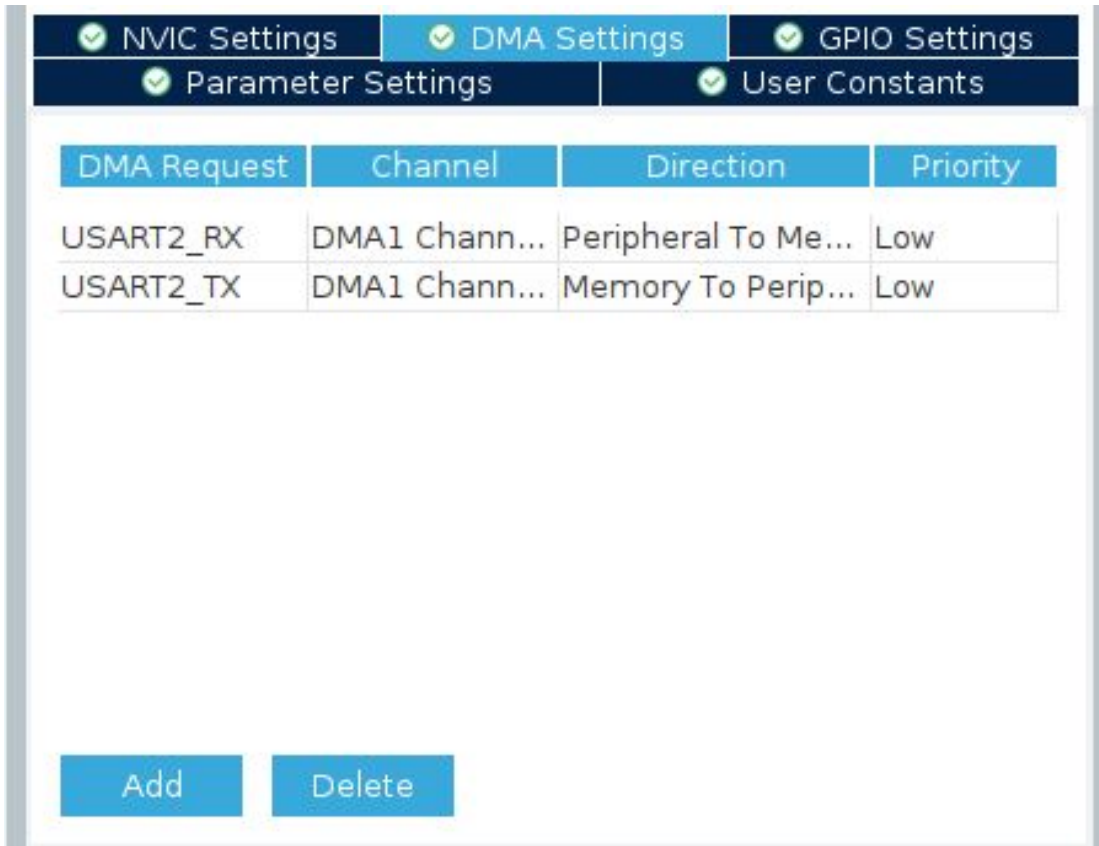 NVIC Settings DMA Settings GPIO Settings
Parameter Settings User Constants
DMA Request Channel Direction Priority
USART2_RX DMA1 Chann... Peripheral To Me... Low
USART2_TX DMA1 Chann... Memory To Perip... Low
Add Delete